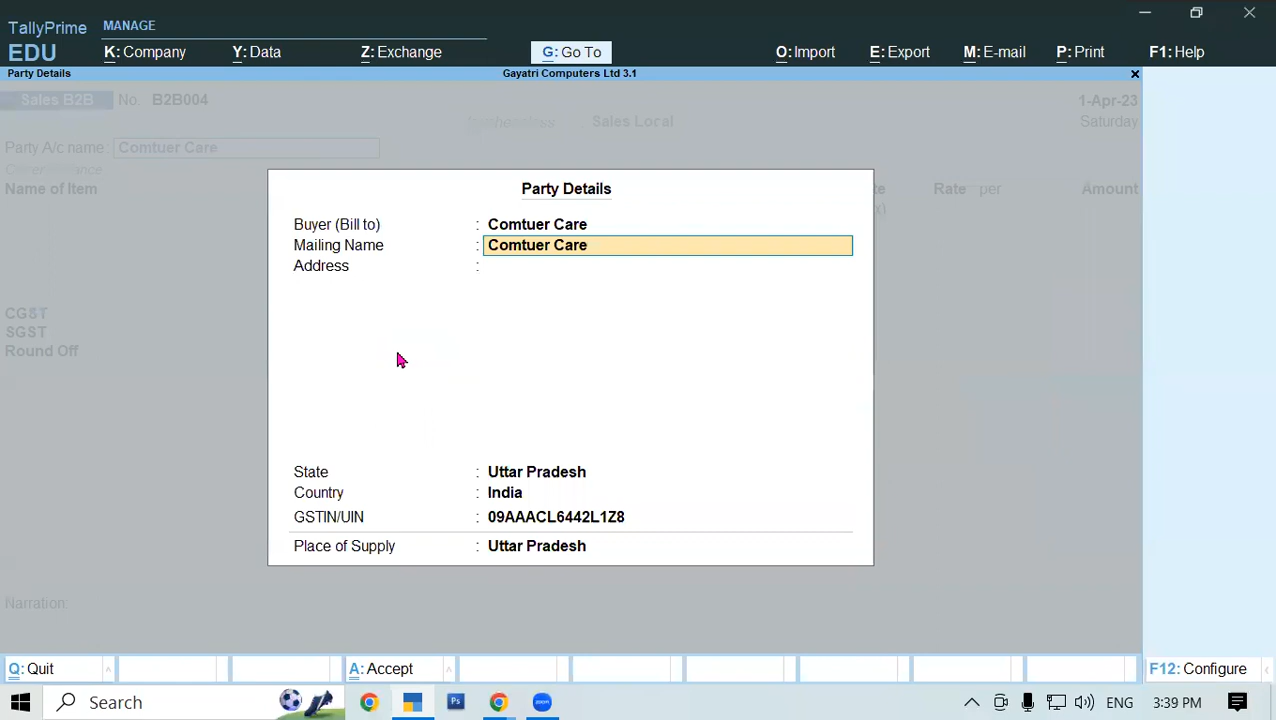 TallyPrime MANAGE
EDU K: Company Y: Data Z: Exchange G: Go To O: Import E: Export M: E-mail P: Print F1: Help
Party Details Gayatri Computers Ltd 3.1
Sales B2B No. B2B004 1-Apr-23
Sales Local Saturday
Party A/c name : Comtuer Care
Name of Item Rate per Amount
Party Details
Buyer (Bill to) : Comtuer Care
Mailing Name : Comtuer Care
Address :
CGST
SGST
Round Off
State : Uttar Pradesh
Country : India
GSTIN/UIN : 09AAACL6442L1Z8
Place of Supply : Uttar Pradesh
Narration:
Q: Quit A: Accept F12: Configure
Search ENG 3:39 PM